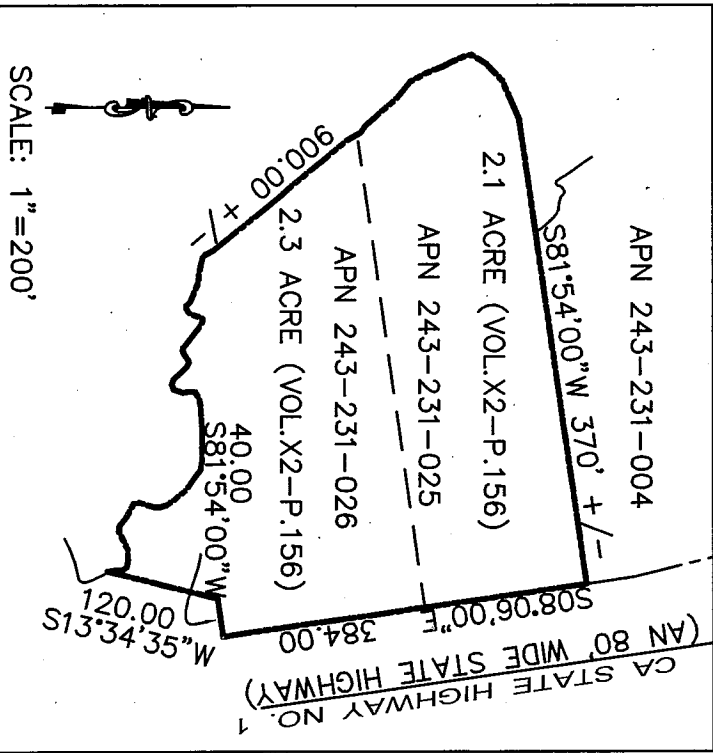 APN 243-231-004
S81°54'00"W 370' +/-
2.1 ACRE (VOL.X2-P.156)
APN 243-231-025
APN 243-231-026
2.3 ACRE (VOL.X2-P.156)
900.00 +/-
40.00
S81°54'00"W
120.00
S13°34'35"W
384.00
S08°06'00"E
CA STATE HIGHWAY NO. 1
(AN 80' WIDE STATE HIGHWAY)
SCALE: 1"=200'